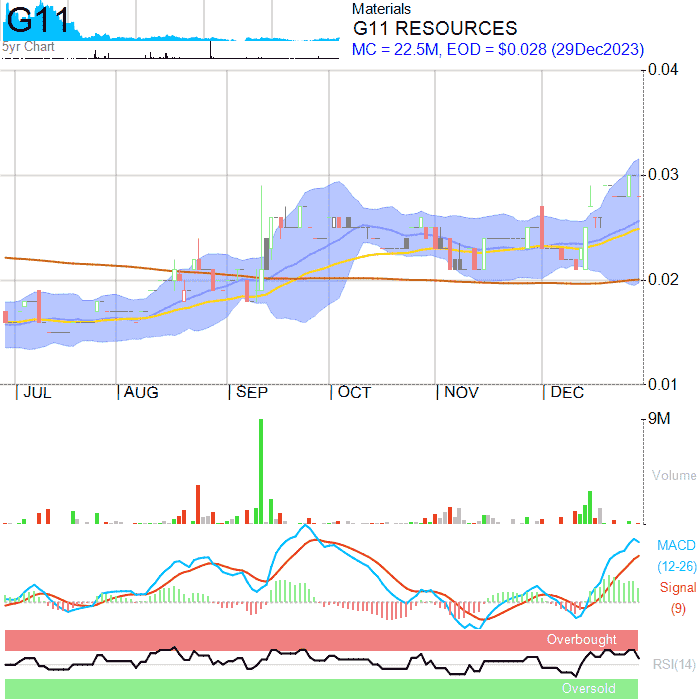 G11
5yr Chart
Materials
G11 RESOURCES
MC = 22.5M, EOD = $0.028 (29Dec2023)
0.04
0.03
0.02
0.01
JUL AUG SEP OCT NOV DEC
9M
Volume
MACD
(12-26)
Signal
(9)
Overbought
RSI(14)
Oversold